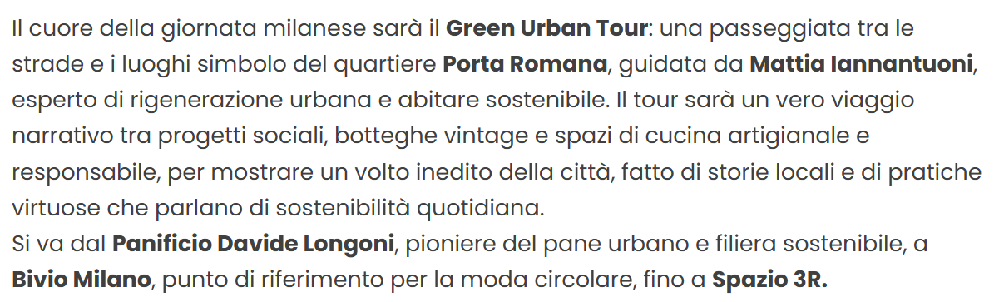 Il cuore della giornata milanese sarà il Green Urban Tour: una passeggiata tra le
strade e i luoghi simbolo del quartiere Porta Romana, guidata da Mattia Iannantuoni,
esperto di rigenerazione urbana e abitare sostenibile. Il tour sarà un vero viaggio
narrativo tra progetti sociali, botteghe vintage e spazi di cucina artigianale e
responsabile, per mostrare un volto inedito della città, fatto di storie locali e di pratiche
virtuose che parlano di sostenibilità quotidiana.
Si va dal Panificio Davide Longoni, pioniere del pane urbano e filiera sostenibile, a
Bivio Milano, punto di riferimento per la moda circolare, fino a Spazio 3R.